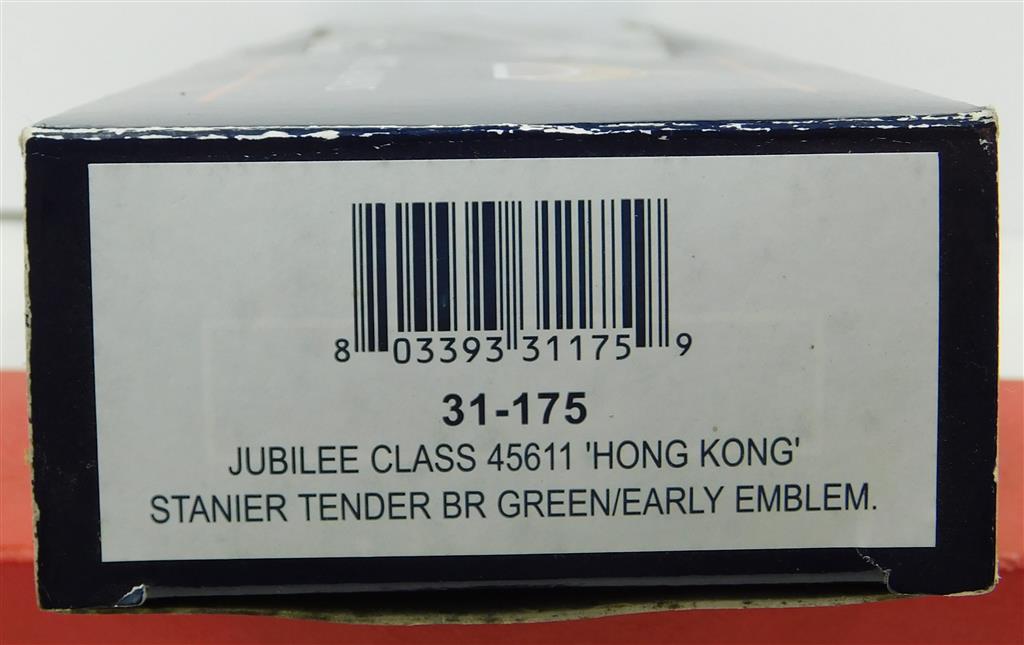 8 03393 31175 9
31-175
JUBILEE CLASS 45611 'HONG KONG'
STANIER TENDER BR GREEN/EARLY EMBLEM.